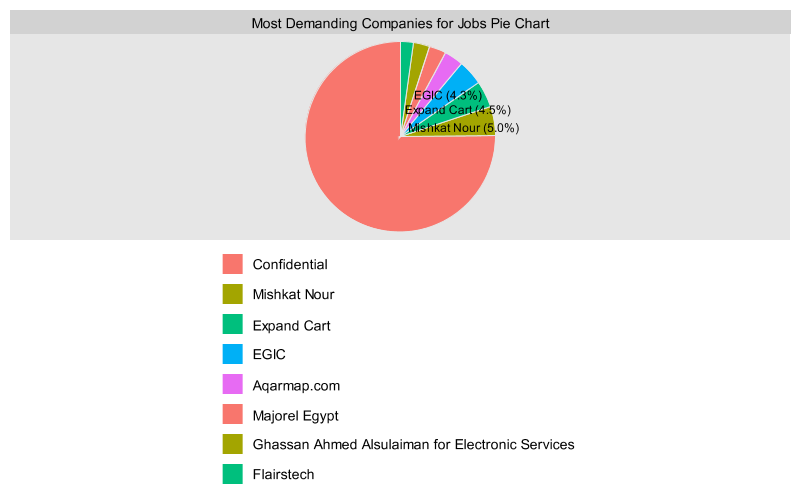 Most Demanding Companies for Jobs Pie Chart
EGIC (4.3%)
Expand Cart (4.5%)
Mishkat Nour (5.0%)
Confidential
Mishkat Nour
Expand Cart
EGIC
Aqarmap.com
Majorel Egypt
Ghassan Ahmed Alsulaiman for Electronic Services
Flairstech